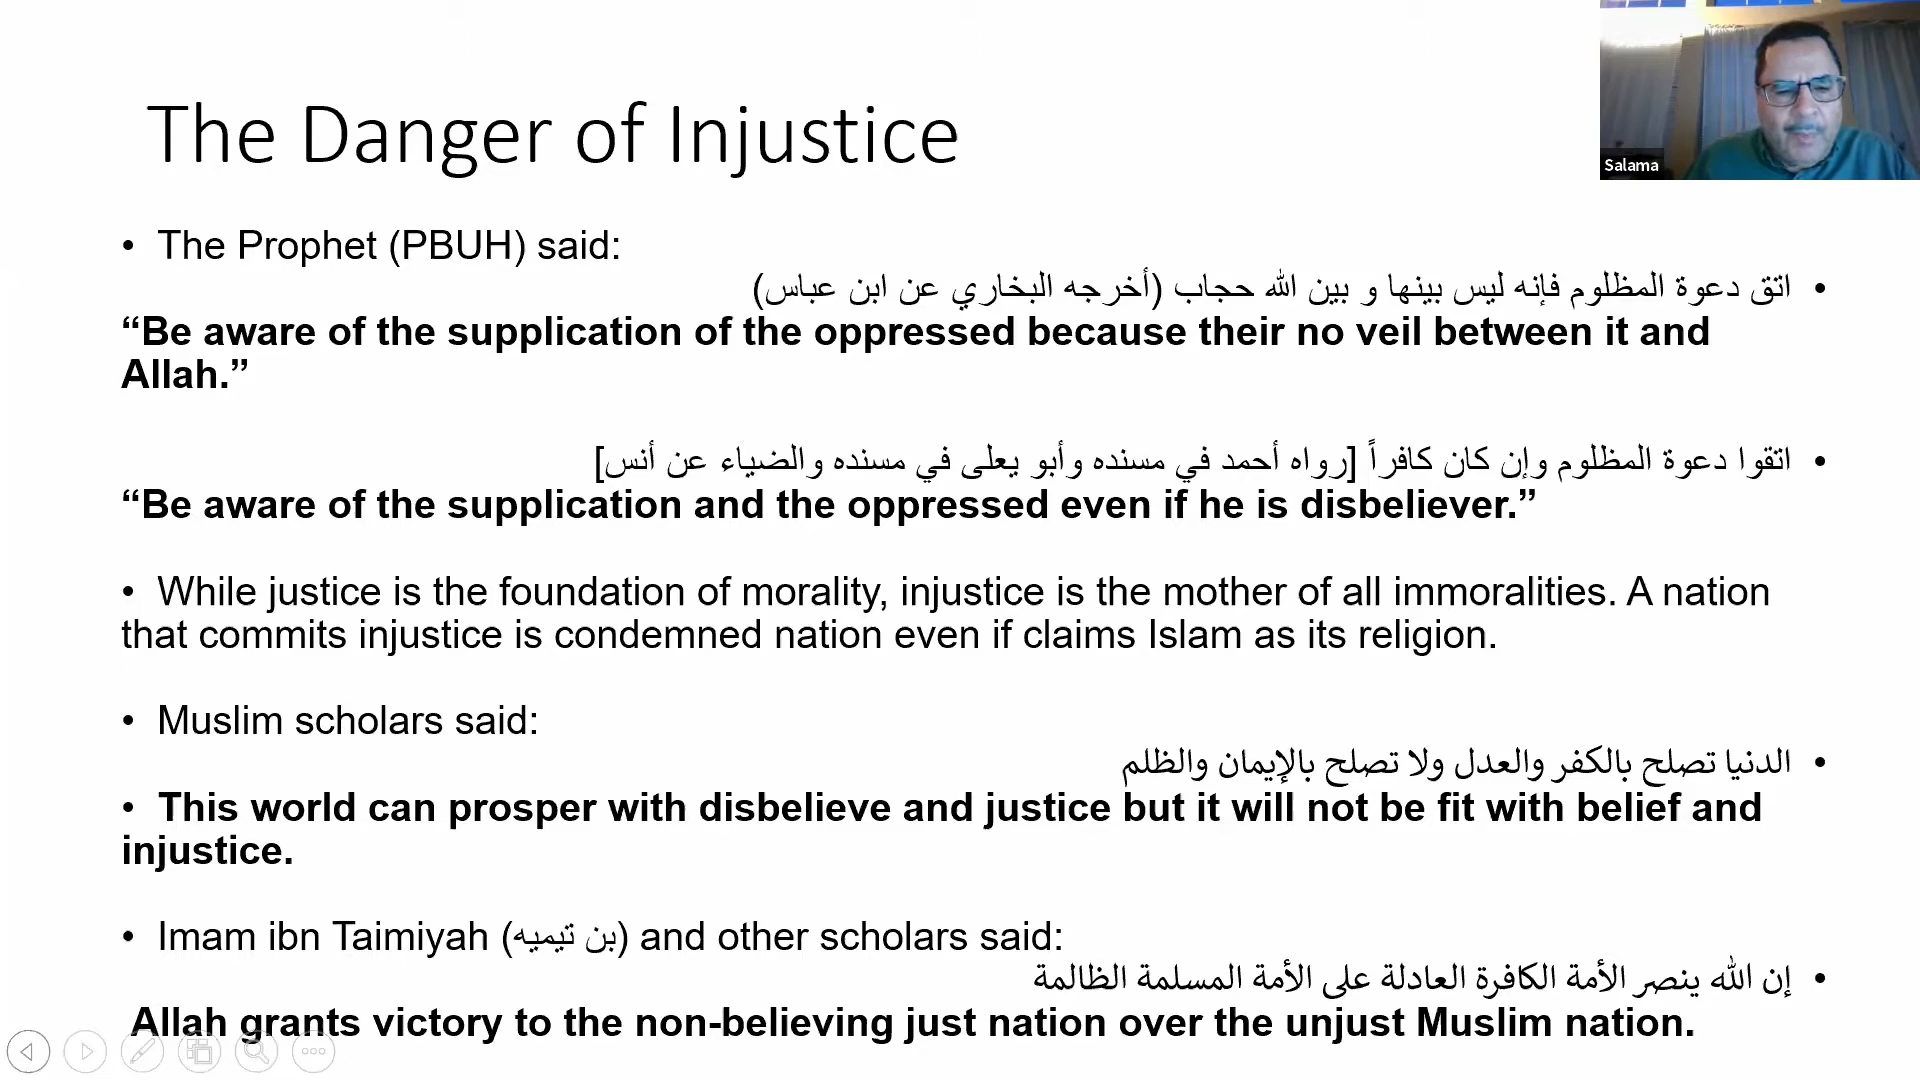 Salama
The Danger of Injustice
• The Prophet (PBUH) said:
• اتق دعوة المظلوم فإنه ليس بينها و بين الله حجاب (أخرجه البخاري عن ابن عباس)
“Be aware of the supplication of the oppressed because their no veil between it and
Allah.”
• اتقوا دعوة المظلوم وإن كان كافراً [رواه أحمد في مسنده وأبو يعلى في مسنده والضياء عن أنس]
“Be aware of the supplication and the oppressed even if he is disbeliever.”
• While justice is the foundation of morality, injustice is the mother of all immoralities. A nation
that commits injustice is condemned nation even if claims Islam as its religion.
• Muslim scholars said:
• الدنيا تصلح بالكفر والعدل ولا تصلح بالإيمان والظلم
• This world can prosper with disbelieve and justice but it will not be fit with belief and
injustice.
• Imam ibn Taimiyah (بن تيميه) and other scholars said:
• إن الله ينصر الأمة الكافرة العادلة على الأمة المسلمة الظالمة
Allah grants victory to the non-believing just nation over the unjust Muslim nation.